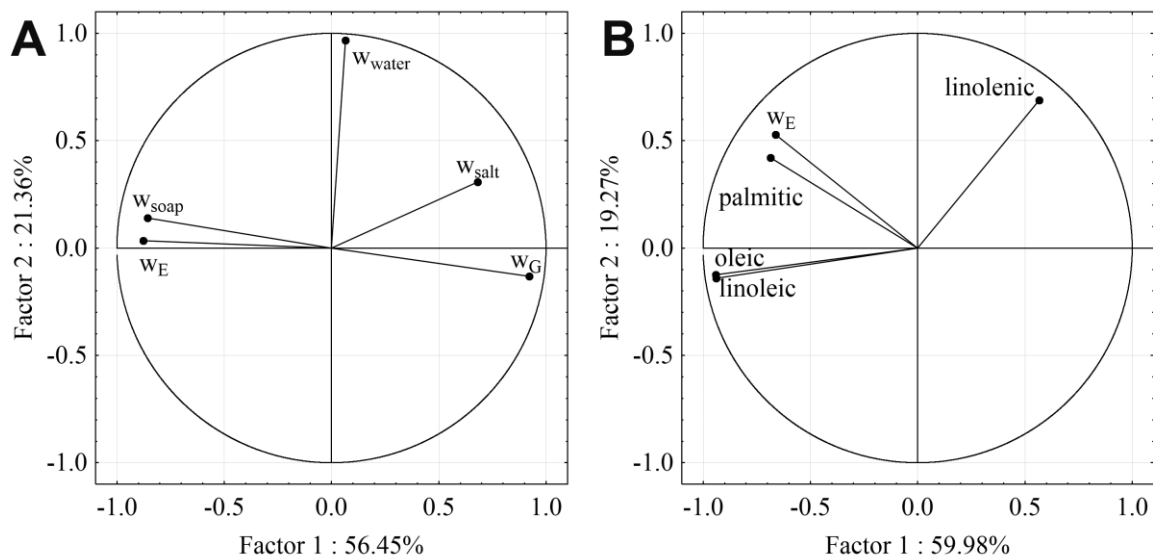 A
Factor 2 : 21.36%
1.0
0.5
0.0
-0.5
-1.0
w_water
w_salt
w_soap
w_E
w_G
-1.0 -0.5 -0.0 0.5 1.0
Factor 1 : 56.45%
B
Factor 2 : 19.27%
1.0
0.5
0.0
-0.5
-1.0
linolenic
w_E
palmitic
oleic
linoleic
-1.0 -0.5 0.0 0.5 1.0
Factor 1 : 59.98%